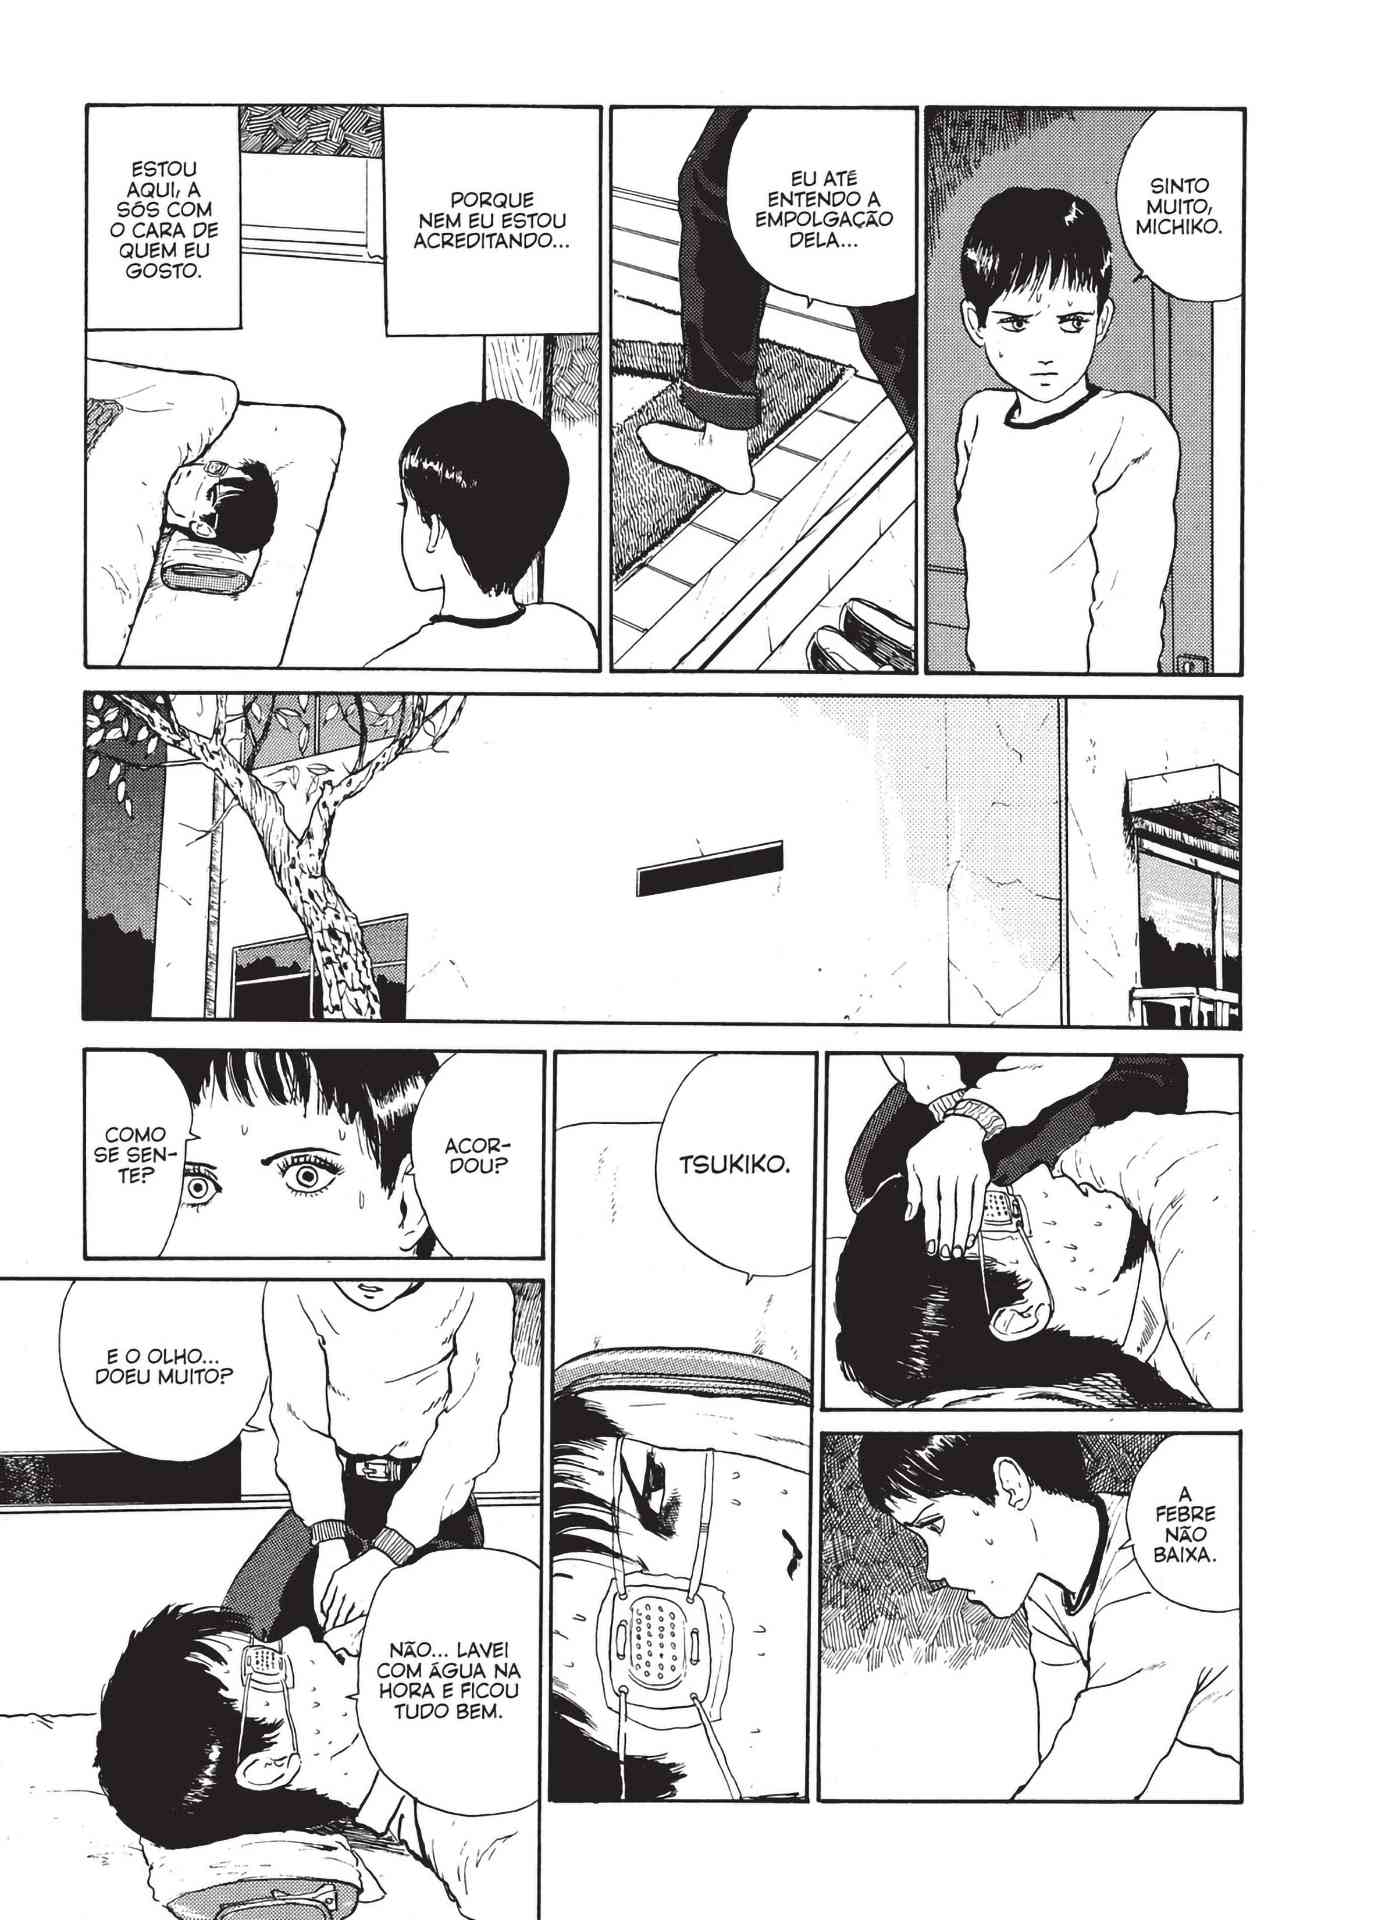 SINTO
MUITO,
MICHIKO.
EU ATÉ
ENTENDO A
EMPOLGAÇÃO
DELA...
PORQUE
NEM EU ESTOU
ACREDITANDO...
ESTOU
AQUI, A
SÓS COM
O CARA DE
QUEM EU
GOSTO.
A
FEBRE
NÃO
BAIXA.
TSUKIKO.
ACOR-
DOU?
COMO
SE SEN-
TE?
E O OLHO...
DOEU MUITO?
NÃO... LAVEI
COM ÁGUA NA
HORA E FICOU
TUDO BEM.